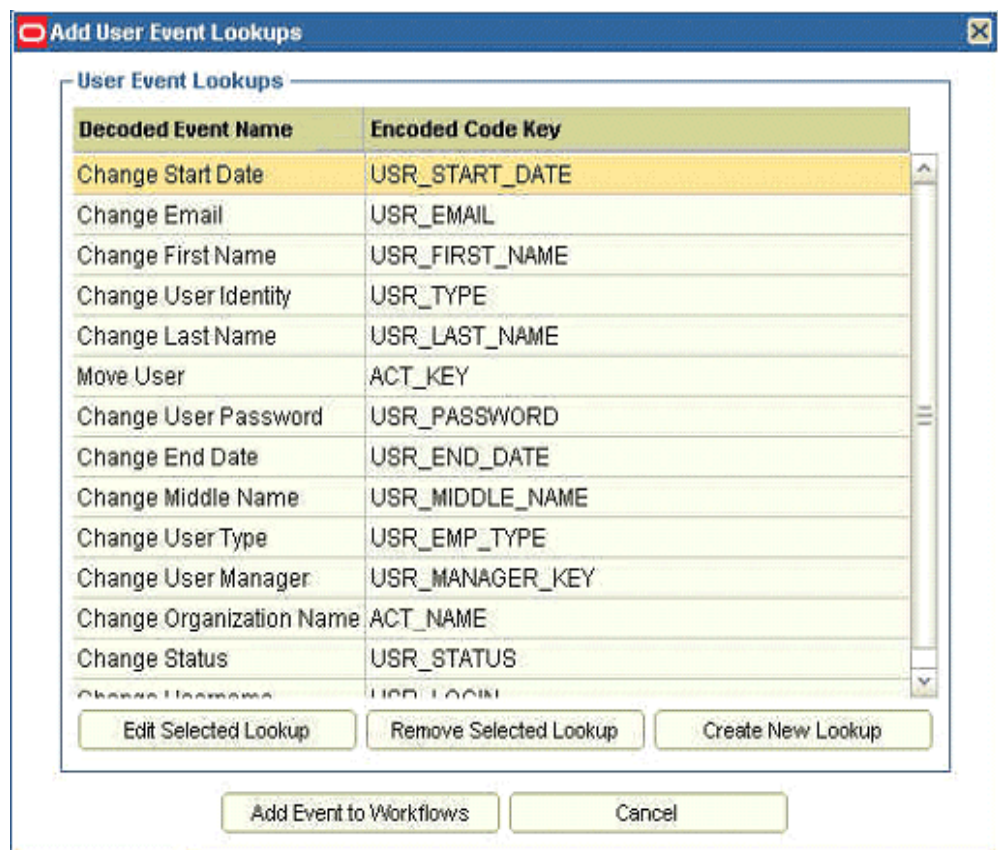 Add User Event Lookups
User Event Lookups
Decoded Event Name Encoded Code Key
Change Start Date USR_START_DATE
Change Email USR_EMAIL
Change First Name USR_FIRST_NAME
Change User Identity USR_TYPE
Change Last Name USR_LAST_NAME
Move User ACT_KEY
Change User Password USR_PASSWORD
Change End Date USR_END_DATE
Change Middle Name USR_MIDDLE_NAME
Change User Type USR_EMP_TYPE
Change User Manager USR_MANAGER_KEY
Change Organization Name ACT_NAME
Change Status USR_STATUS
Change Username USR_LOGIN
Edit Selected Lookup Remove Selected Lookup Create New Lookup
Add Event to Workflows Cancel